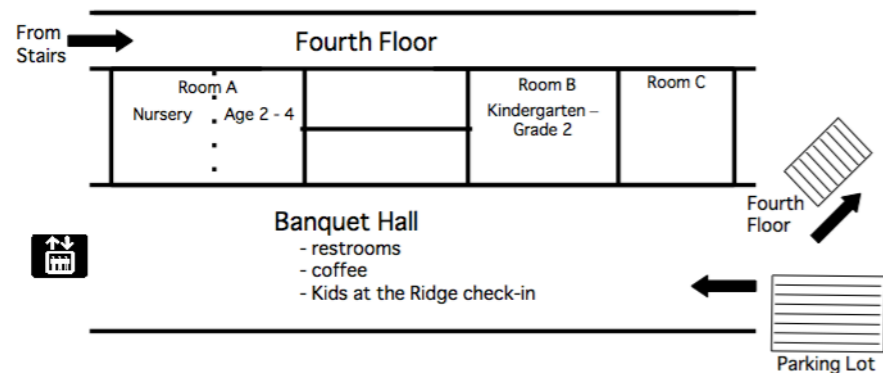 From
Stairs
Fourth Floor
Room A
Nursery
Age 2 - 4
Room B
Kindergarten –
Grade 2
Room C
Fourth
Floor
Banquet Hall
- restrooms
- coffee
- Kids at the Ridge check-in
Parking Lot